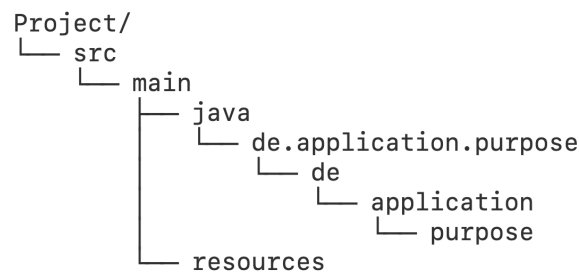 Project/
└── src
└── main
├── java
└── de.application.purpose
└── de
└── application
└── purpose
└── resources